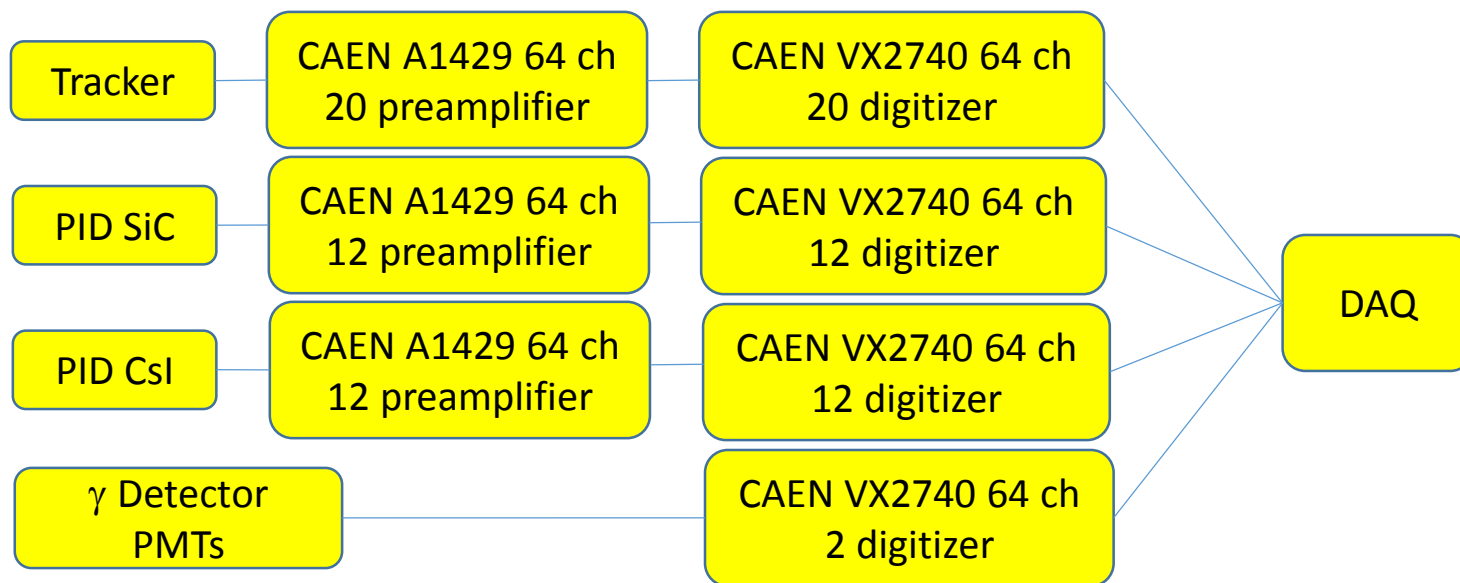 Tracker
CAEN A1429 64 ch
20 preamplifier
CAEN VX2740 64 ch
20 digitizer
PID SiC
CAEN A1429 64 ch
12 preamplifier
CAEN VX2740 64 ch
12 digitizer
DAQ
PID CsI
CAEN A1429 64 ch
12 preamplifier
CAEN VX2740 64 ch
12 digitizer
γ Detector
PMTs
CAEN VX2740 64 ch
2 digitizer